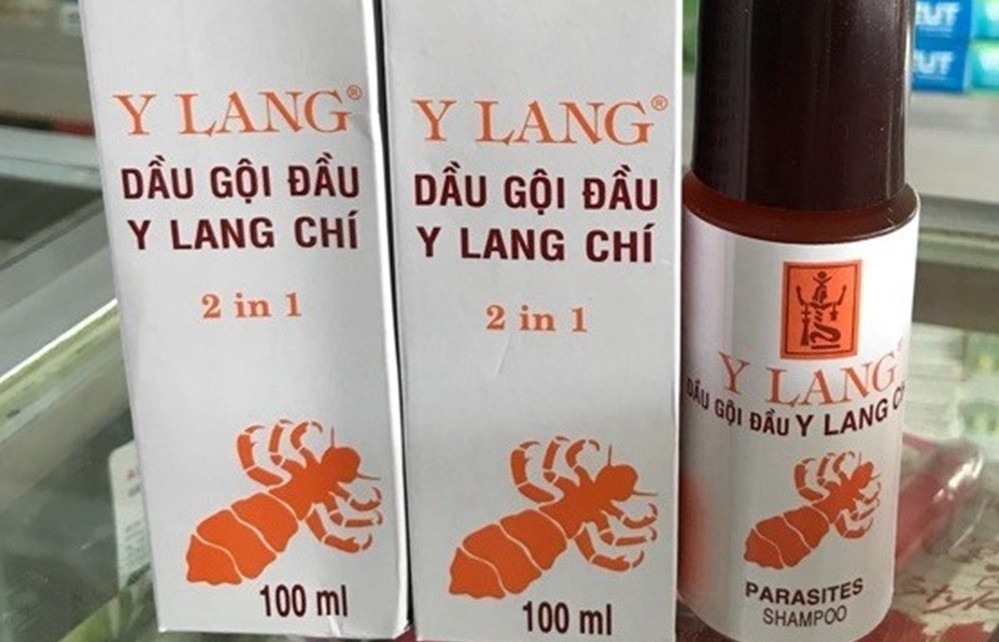 Y LANG®
DẦU GỘI ĐẦU
Y LANG CHÍ
2 in 1
100 ml
Y LANG®
DẦU GỘI ĐẦU
Y LANG CHÍ
2 in 1
100 ml
Y LANG®
DẦU GỘI ĐẦU Y LANG
PARASITES
SHAMPOO
Style